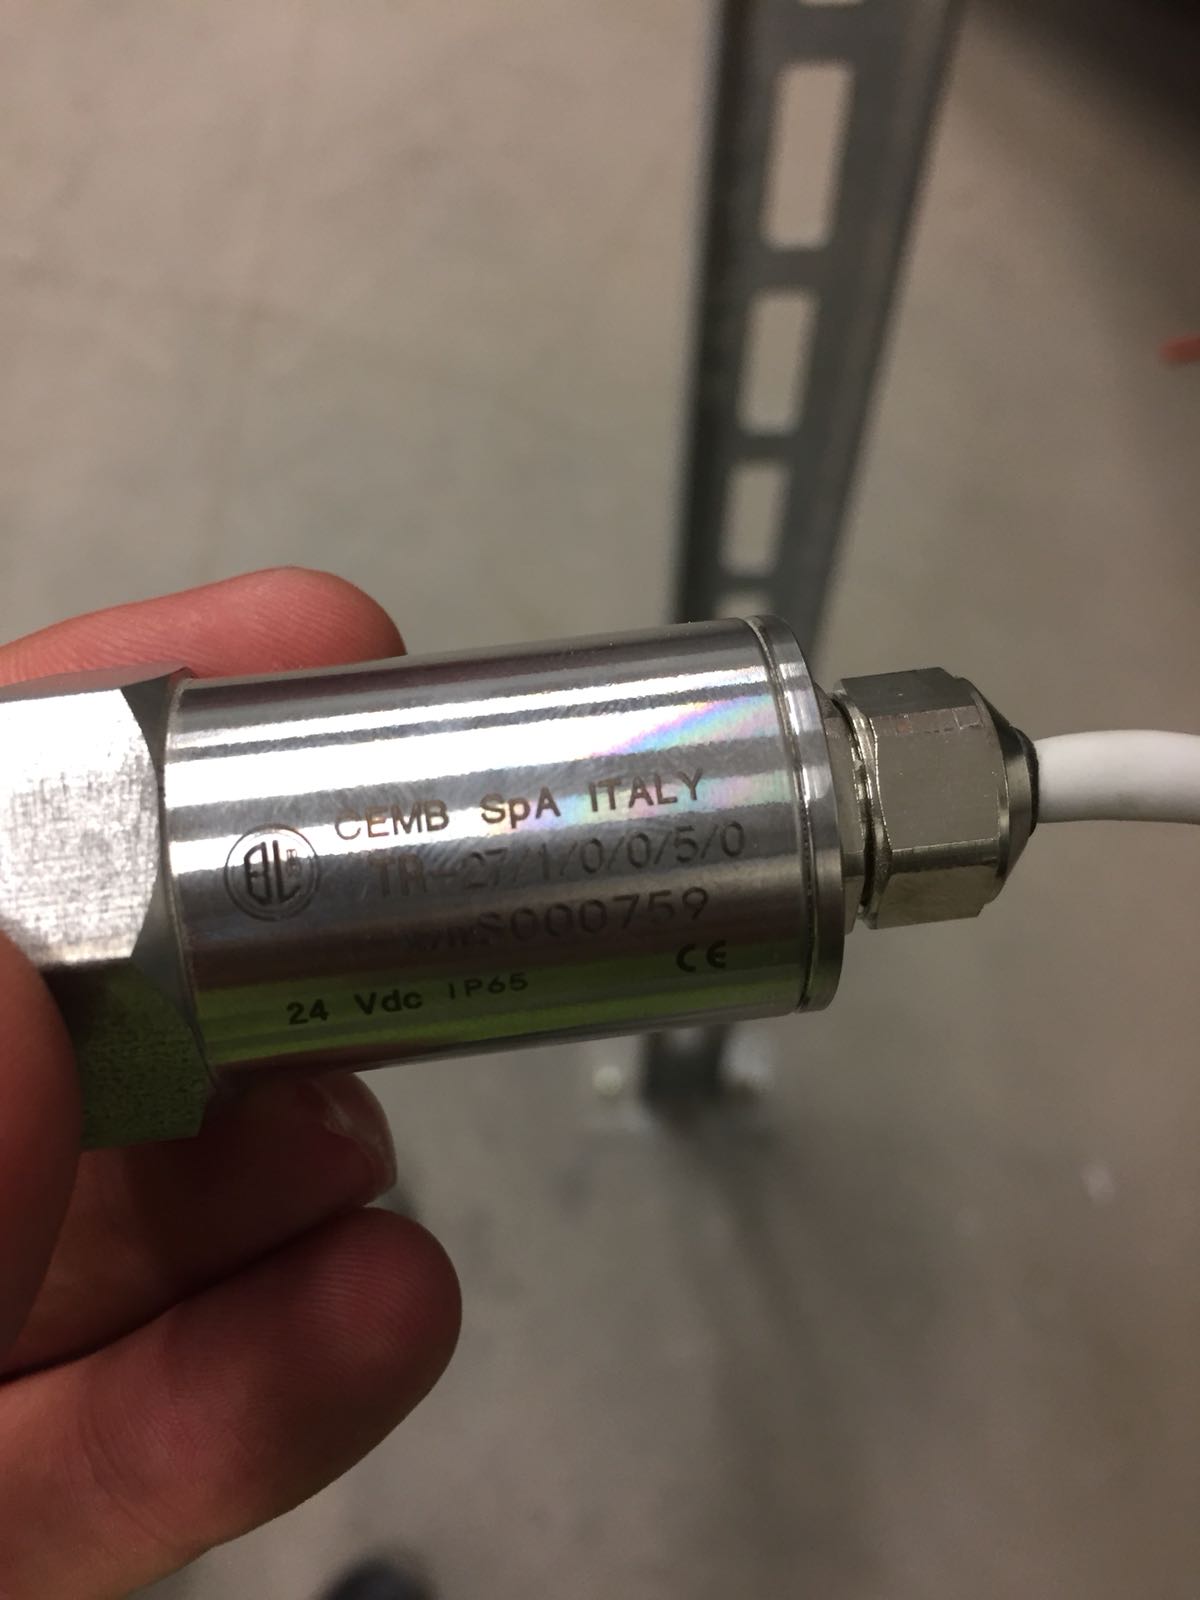 CEMB SpA ITALY
TR-27/1/0/0/5/0
S000759
CE
24 Vdc IP65